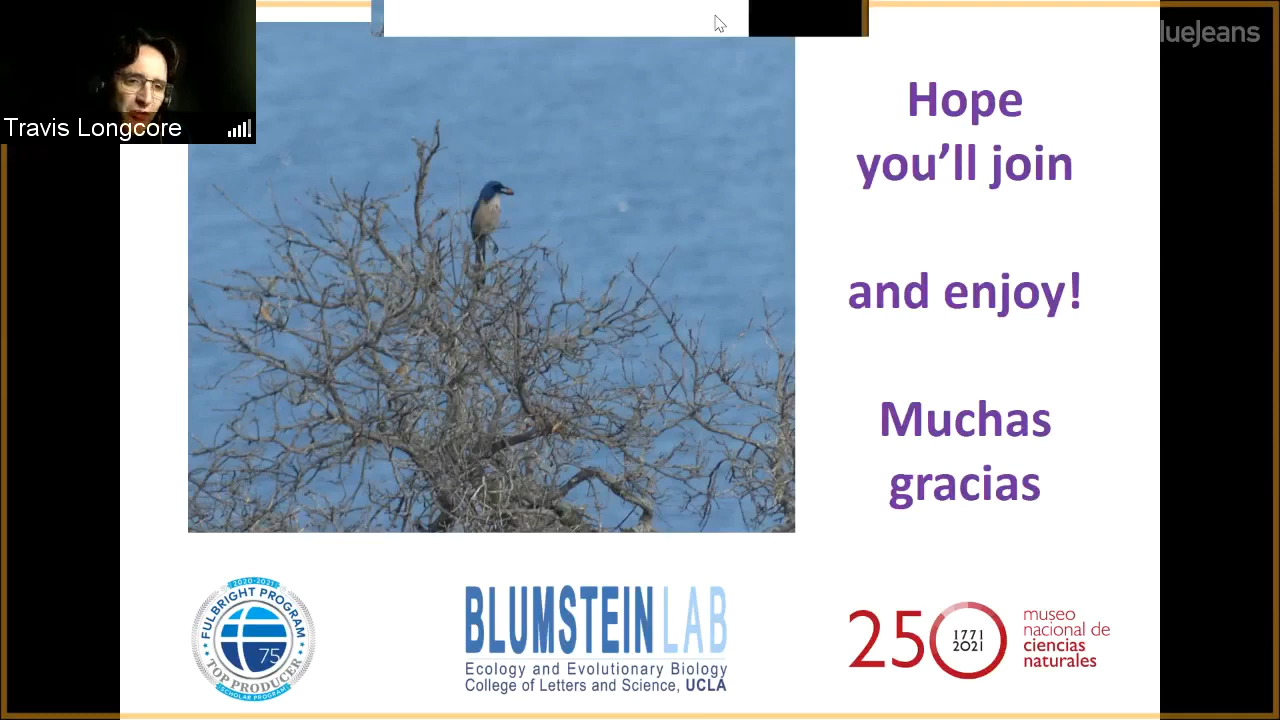 Travis Longcore
lueJeans
Hope
you’ll join
and enjoy!
Muchas
gracias
2020-2021
FULBRIGHT PROGRAM
75
TOP PRODUCER
SCHOLAR PROGRAM
BLUMSTEIN LAB
Ecology and Evolutionary Biology
College of Letters and Science, UCLA
250
1771
2021
museo
nacional de
ciencias
naturales